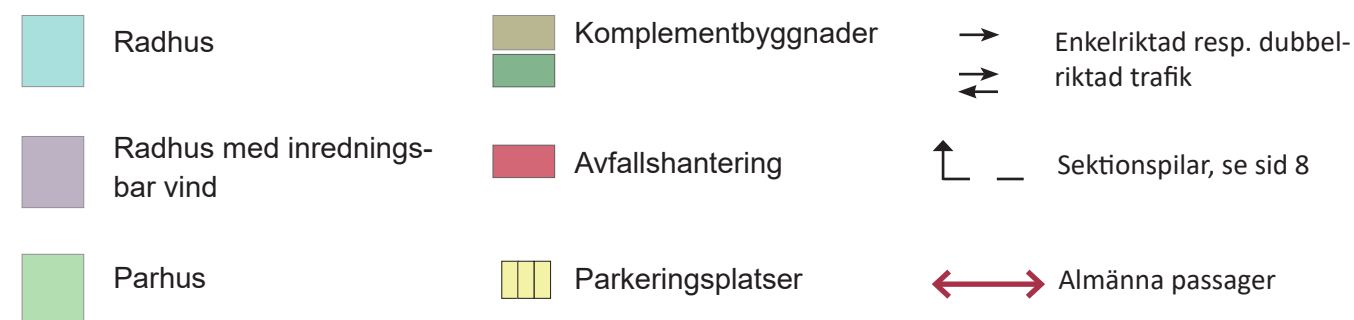 Radhus
Radhus med inrednings-
bar vind
Parhus
Komplementbyggnader
Avfallshantering
Parkeringsplatser
Enkelriktad resp. dubbel-
riktad trafik
Sektionspilar, se sid 8
Almänna passager